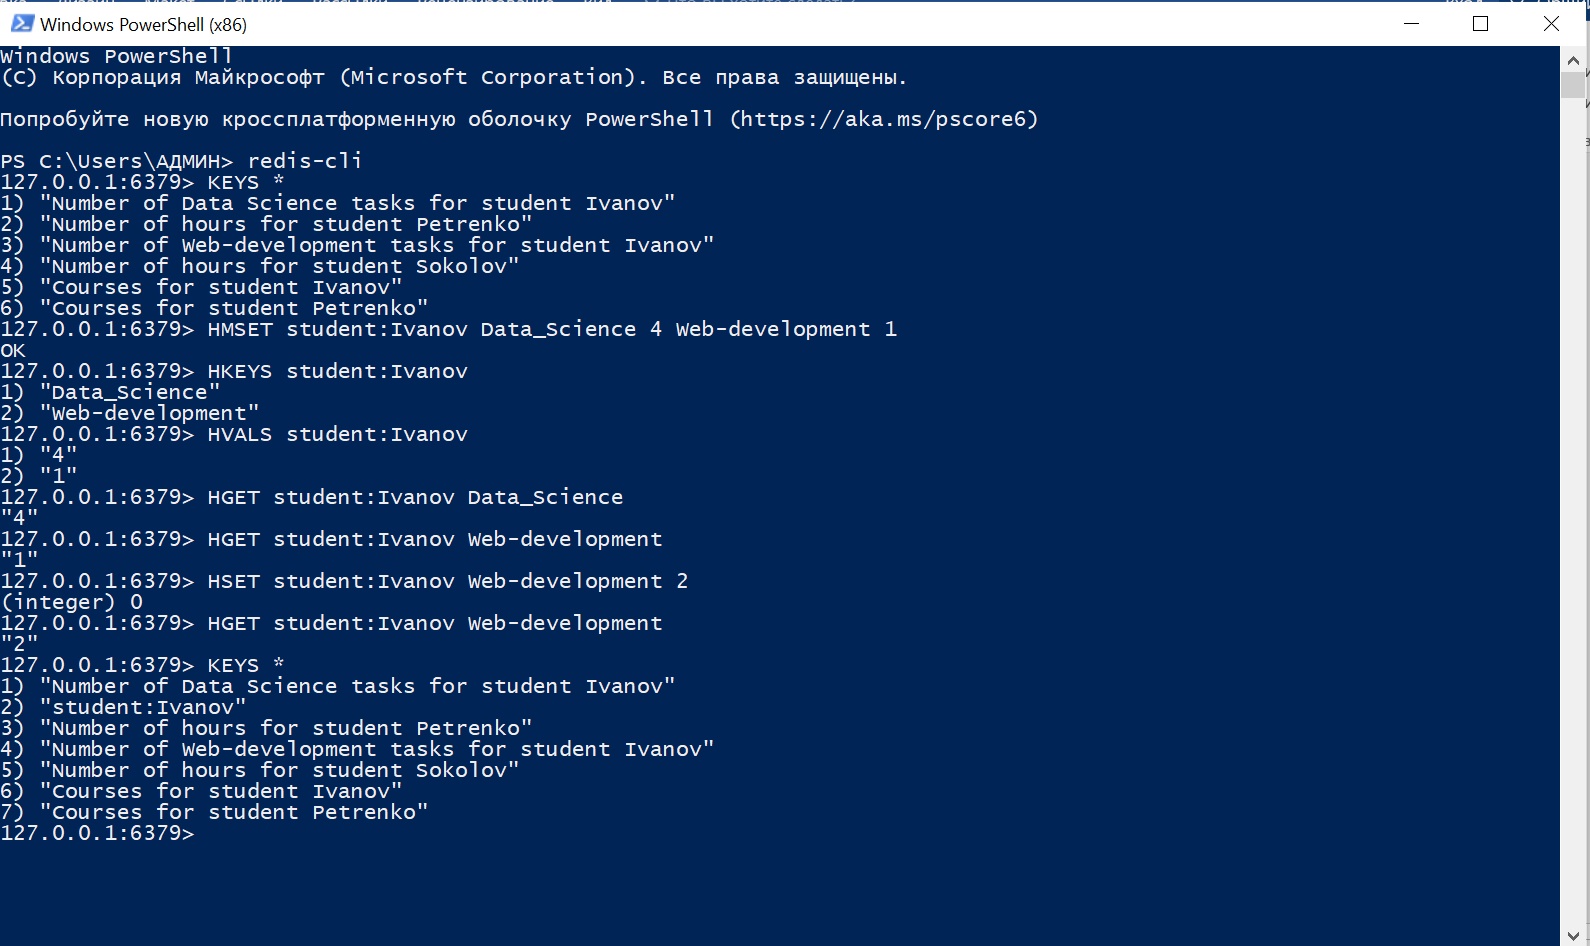 Windows PowerShell (x86)
Windows PowerShell
(C) Корпорация Майкрософт (Microsoft Corporation). Все права защищены.
Попробуйте новую кроссплатформенную оболочку PowerShell (https://aka.ms/pscore6)
PS C:\Users\АДМИН> redis-cli
127.0.0.1:6379> KEYS *
1) "Number of Data Science tasks for student Ivanov"
2) "Number of hours for student Petrenko"
3) "Number of Web-development tasks for student Ivanov"
4) "Number of hours for student Sokolov"
5) "Courses for student Ivanov"
6) "Courses for student Petrenko"
127.0.0.1:6379> HMSET student:Ivanov Data_Science 4 Web-development 1
OK
127.0.0.1:6379> HKEYS student:Ivanov
1) "Data_Science"
2) "Web-development"
127.0.0.1:6379> HVALS student:Ivanov
1) "4"
2) "1"
127.0.0.1:6379> HGET student:Ivanov Data_Science
"4"
127.0.0.1:6379> HGET student:Ivanov Web-development
"1"
127.0.0.1:6379> HSET student:Ivanov Web-development 2
(integer) 0
127.0.0.1:6379> HGET student:Ivanov Web-development
"2"
127.0.0.1:6379> KEYS *
1) "Number of Data Science tasks for student Ivanov"
2) "student:Ivanov"
3) "Number of hours for student Petrenko"
4) "Number of Web-development tasks for student Ivanov"
5) "Number of hours for student Sokolov"
6) "Courses for student Ivanov"
7) "Courses for student Petrenko"
127.0.0.1:6379>